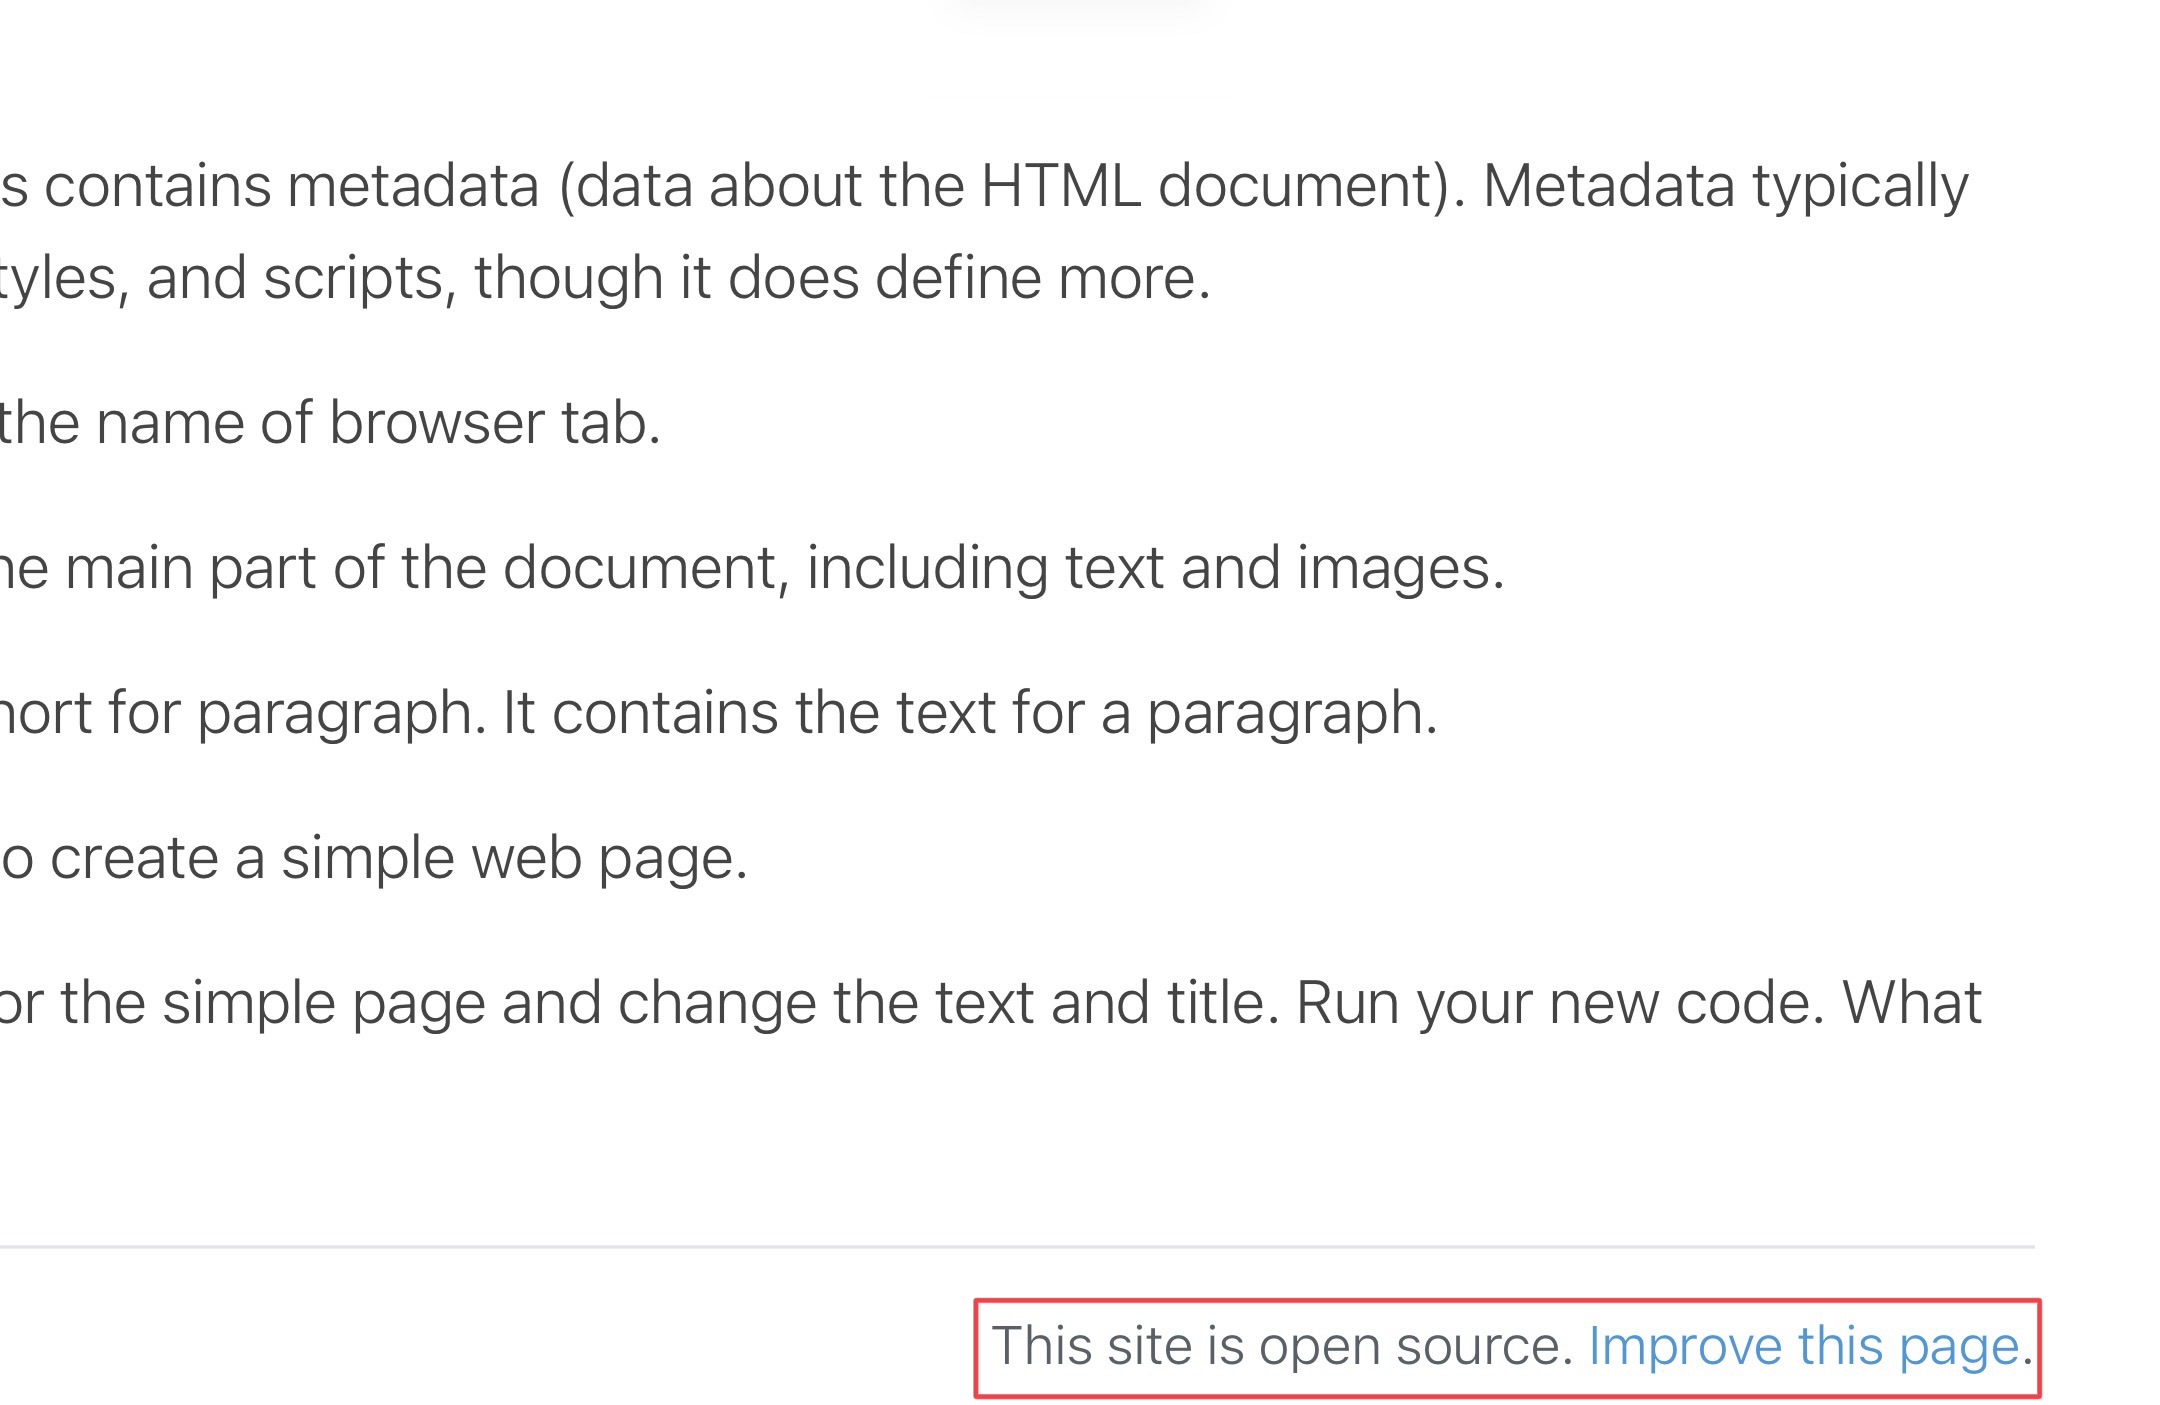 s contains metadata (data about the HTML document). Metadata typically
tyles, and scripts, though it does define more.
the name of browser tab.
he main part of the document, including text and images.
hort for paragraph. It contains the text for a paragraph.
o create a simple web page.
or the simple page and change the text and title. Run your new code. What
This site is open source. Improve this page.